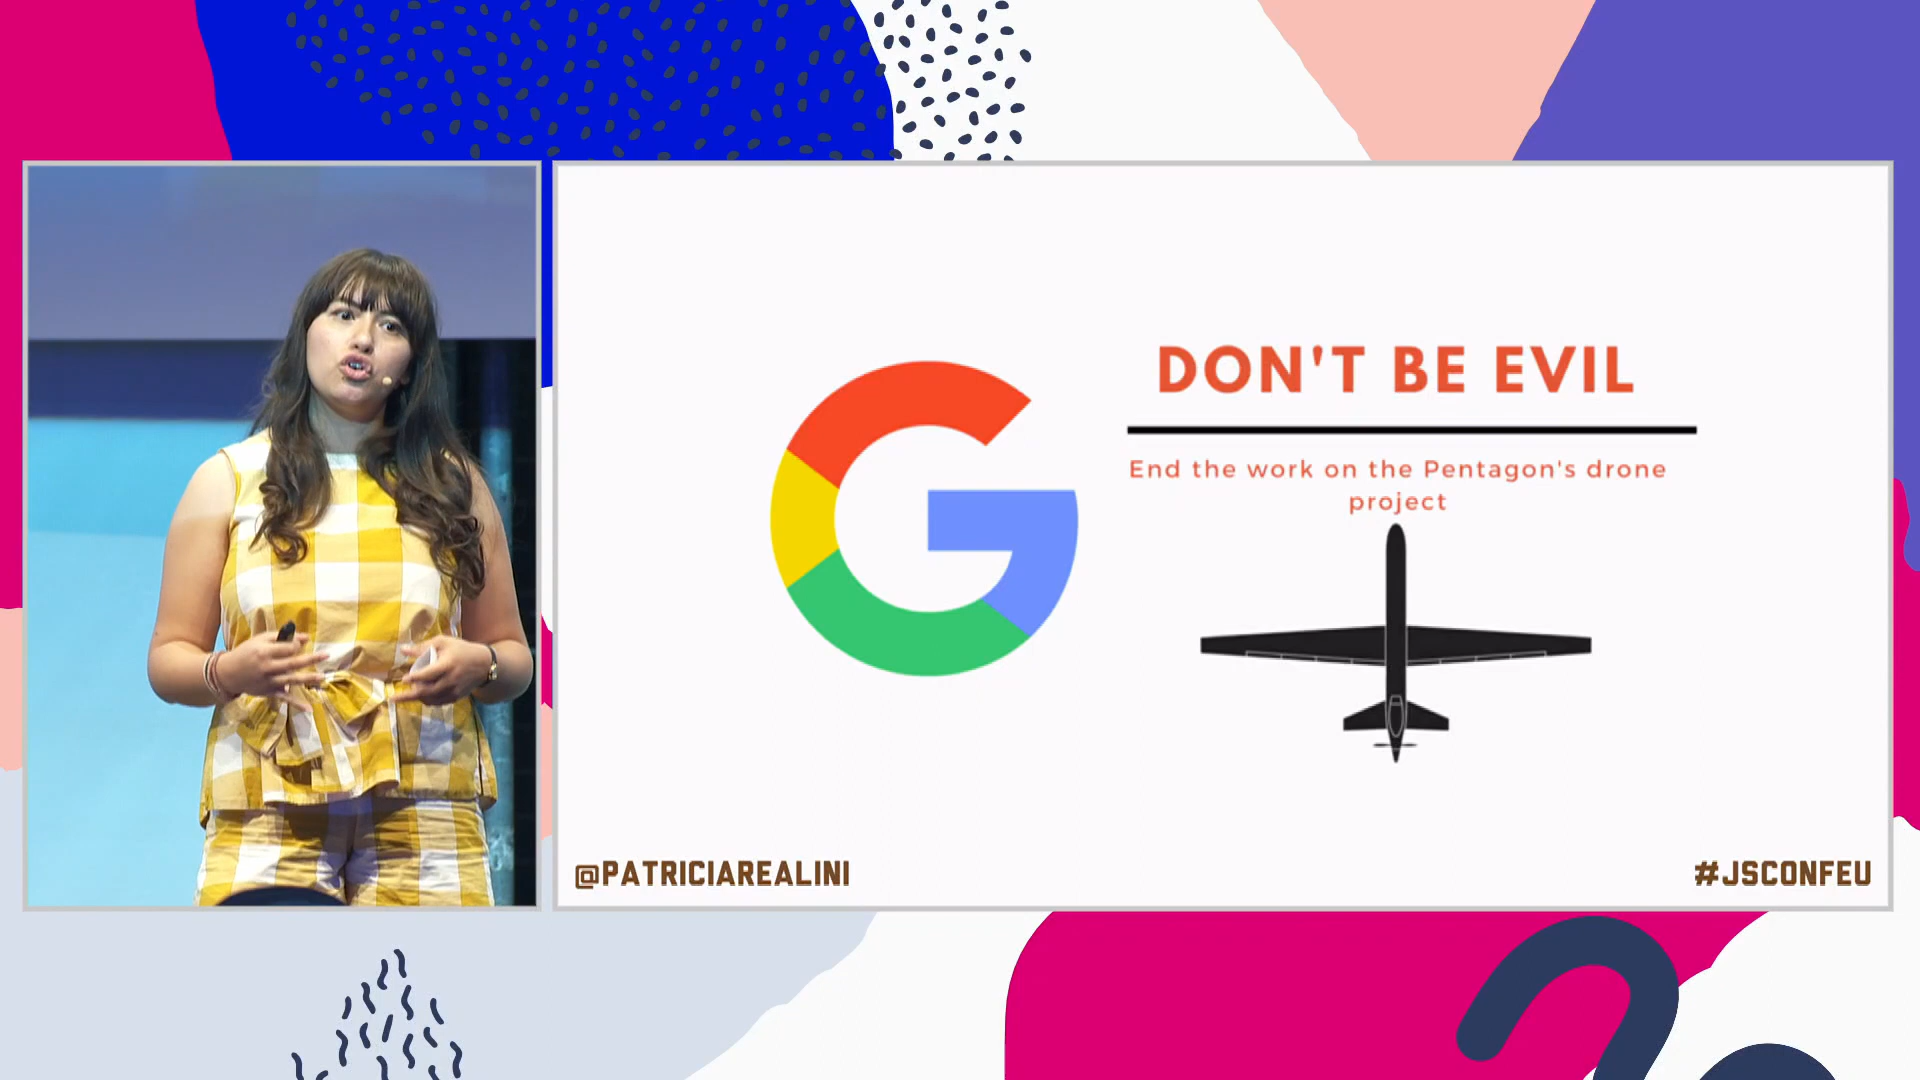 DON'T BE EVIL
End the work on the Pentagon's drone
project
@PATRICIAREALINI
#JSCONFEU